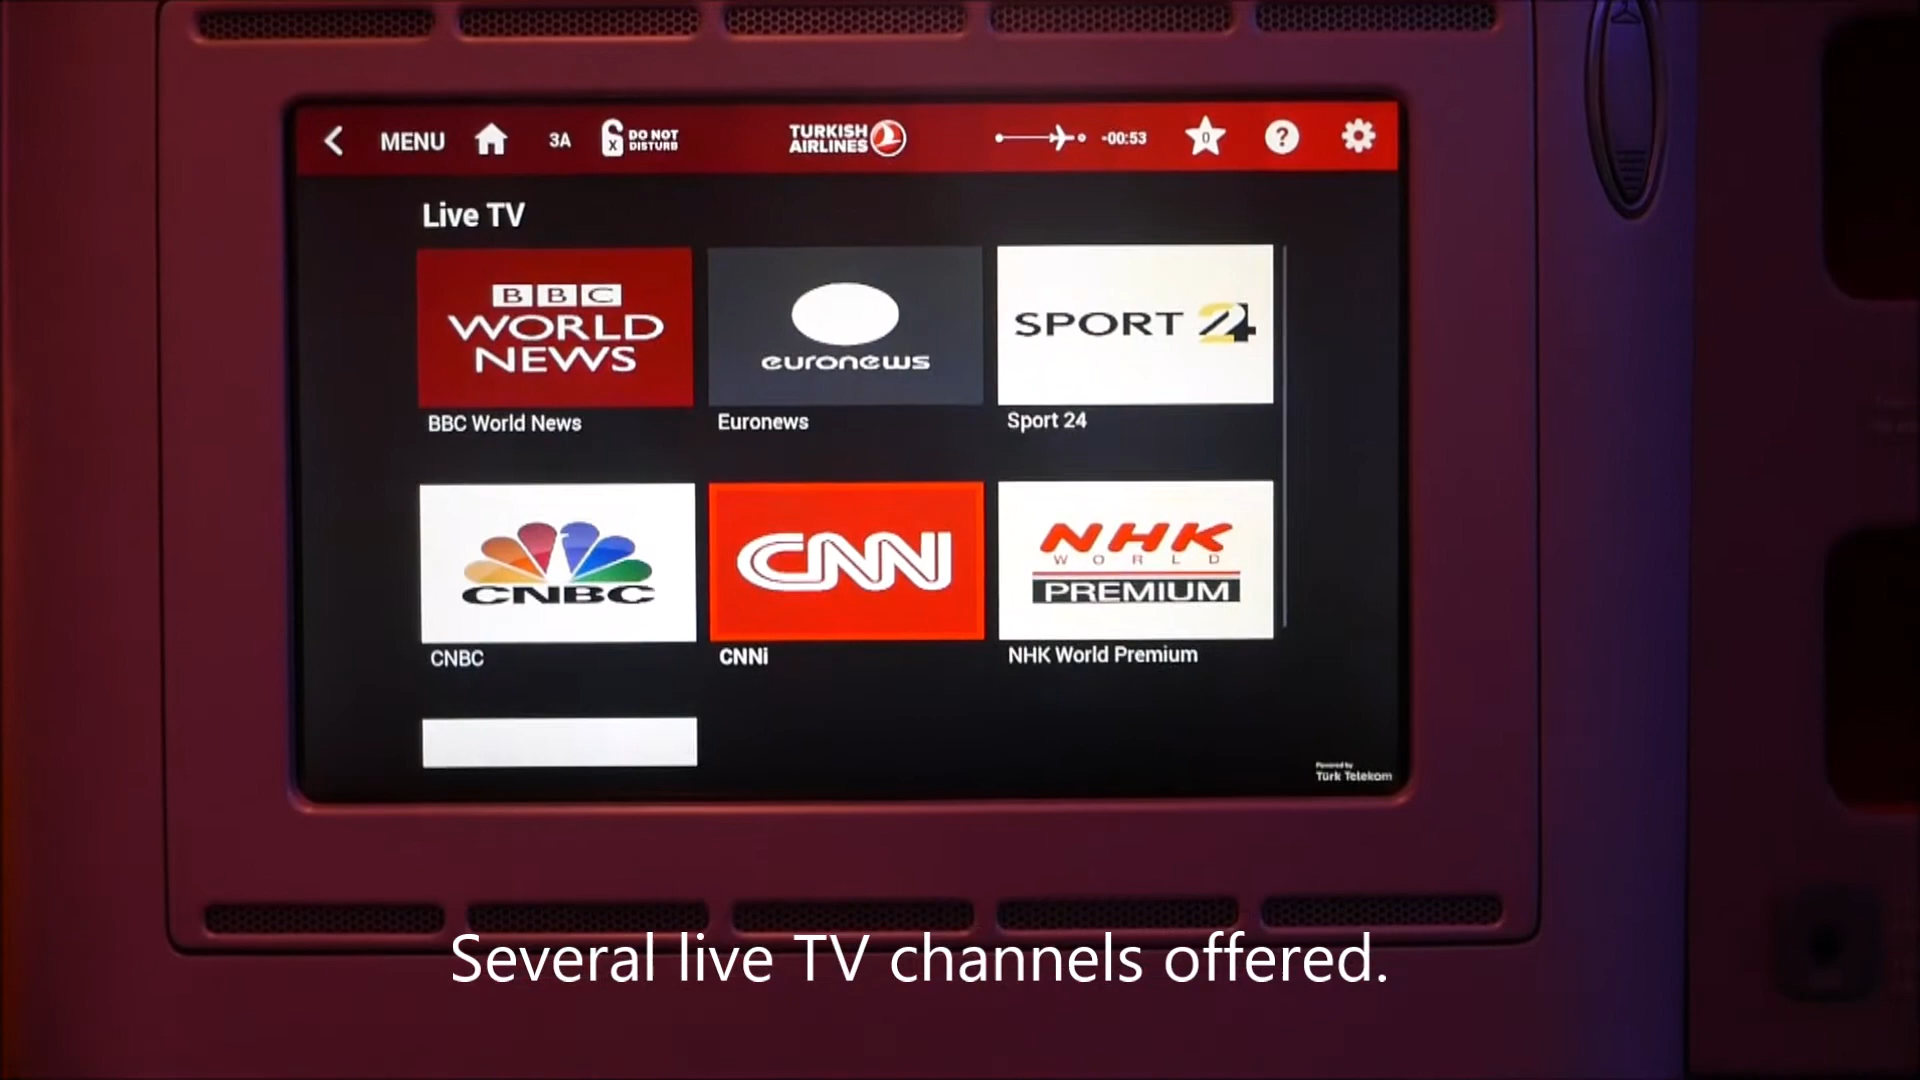 MENU
3A
DO NOT
DISTURB
TURKISH
AIRLINES
-00:53
0
?
Live TV
BBC
WORLD
NEWS
euronews
SPORT 24
BBC World News
Euronews
Sport 24
CNBC
CNN
NHK
WORLD
PREMIUM
CNBC
CNNi
NHK World Premium
Powered by
Türk Telekom
Several live TV channels offered.